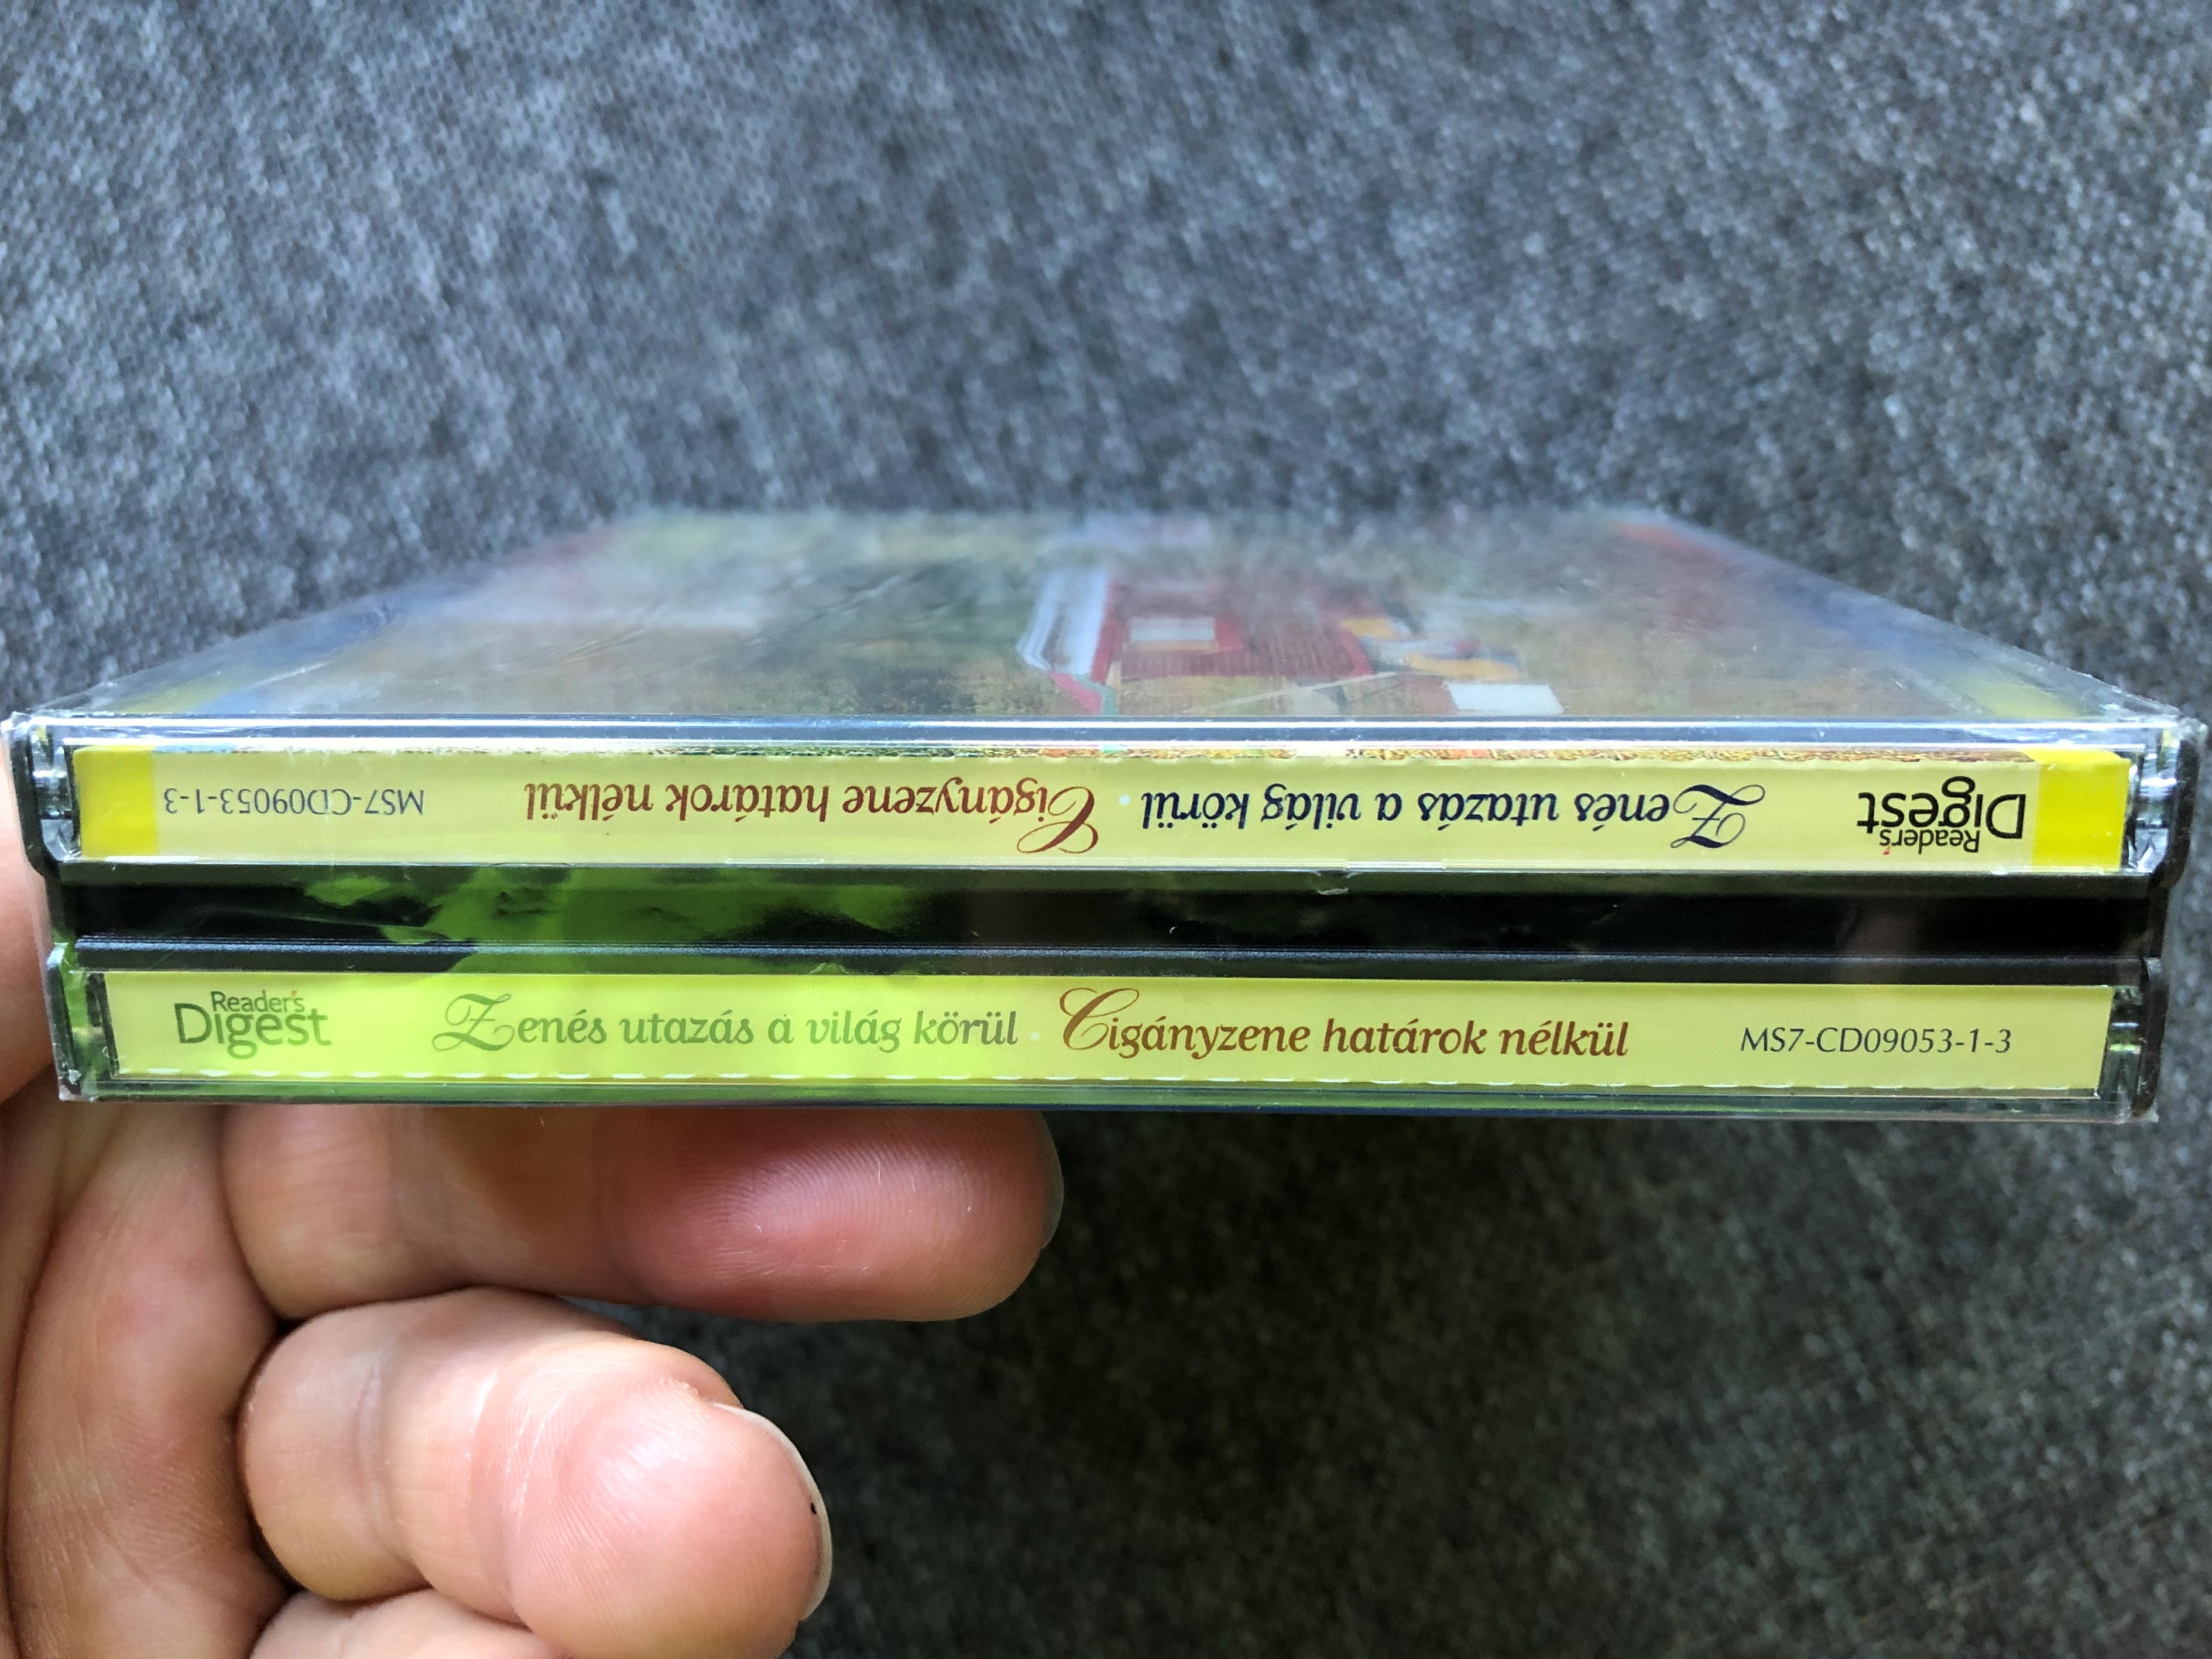 Reader's
Digest
Zenés utazás a világ körül · Cigányzene határok nélkül
MS7-CD09053-1-3
Reader's
Digest
Zenés utazás a világ körül · Cigányzene határok nélkül
MS7-CD09053-1-3